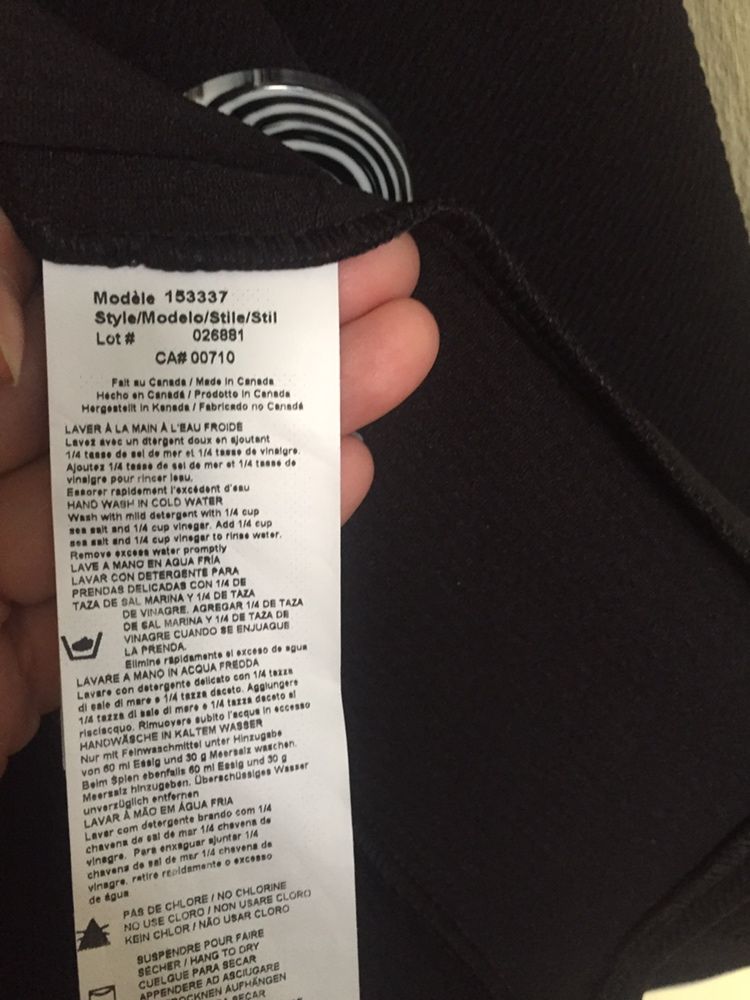 Modèle 153337
Style/Modelo/Stile/Stil
Lot # 026881
CA# 00710
Fait au Canada / Made in Canada
Hecho en Canadá / Prodotto in Canada
Hergestellt in Kanada / Fabricado no Canadá
LAVER À LA MAIN À L'EAU FROIDE
Lavez avec un dtergent doux en ajoutant
1/4 tasse de sel de mer et 1/4 tasse de vinaigre.
Ajoutez 1/4 tasse de sel de mer et 1/4 tasse de
vinaigre pour rincer leau.
Essorer rapidement l'excédent d'eau
HAND WASH IN COLD WATER
Wash with mild detergent with 1/4 cup
sea salt and 1/4 cup vinegar. Add 1/4 cup
sea salt and 1/4 cup vinegar to rinse water.
Remove excess water promptly
LAVE A MANO EN AQUA FRÍA
LAVAR CON DETERGENTE PARA
PRENDAS DELICADAS CON 1/4 DE
TAZA DE SAL MARINA Y 1/4 DE TAZA
DE VINAGRE. AGREGAR 1/4 DE TAZA
DE SAL MARINA Y 1/4 DE TAZA DE
VINAGRE CUANDO SE ENJUAGUE
LA PRENDA.
Elimine rápidamente el exceso de agua
LAVARE A MANO IN ACQUA FREDDA
Lavare con detergente delicato con 1/4 tazza
di sale di mare e 1/4 tazza daceto. Aggiungere
1/4 tazza di sale di mare e 1/4 tazza daceto al
risciacquo. Rimuovere subito l'acqua in eccesso
HANDWÄSCHE IN KALTEM WASSER
Nur mit Feinwaschmittel unter Hinzugabe
von 60 ml Essig und 30 g Meersalz waschen.
Beim Splen ebenfalls 60 ml Essig und 30 g
Meersalz hinzugeben. Überschüssiges Wasser
unverzüglich entfernen
LAVAR À MÃO EM ÁGUA FRIA
Lavar com detergente brando com 1/4
chavena de sal de mar 1/4 chavena de
vinagre. Para enxaguar ajuntar 1/4
chavena de sal de mar 1/4 chavena de
vinagre. retire rapidamente o excesso
de água
PAS DE CHLORE / NO CHLORINE
NO USE CLORO / NON USARE CLORO
KEIN CHLOR / NÃO USAR CLORO
SUSPENDRE POUR FAIRE
SÉCHER / HANG TO DRY
CUELGUE PARA SECAR
APPENDERE AD ASCIUGARE
TROCKNEN AUFHÄNGEN
SECAR